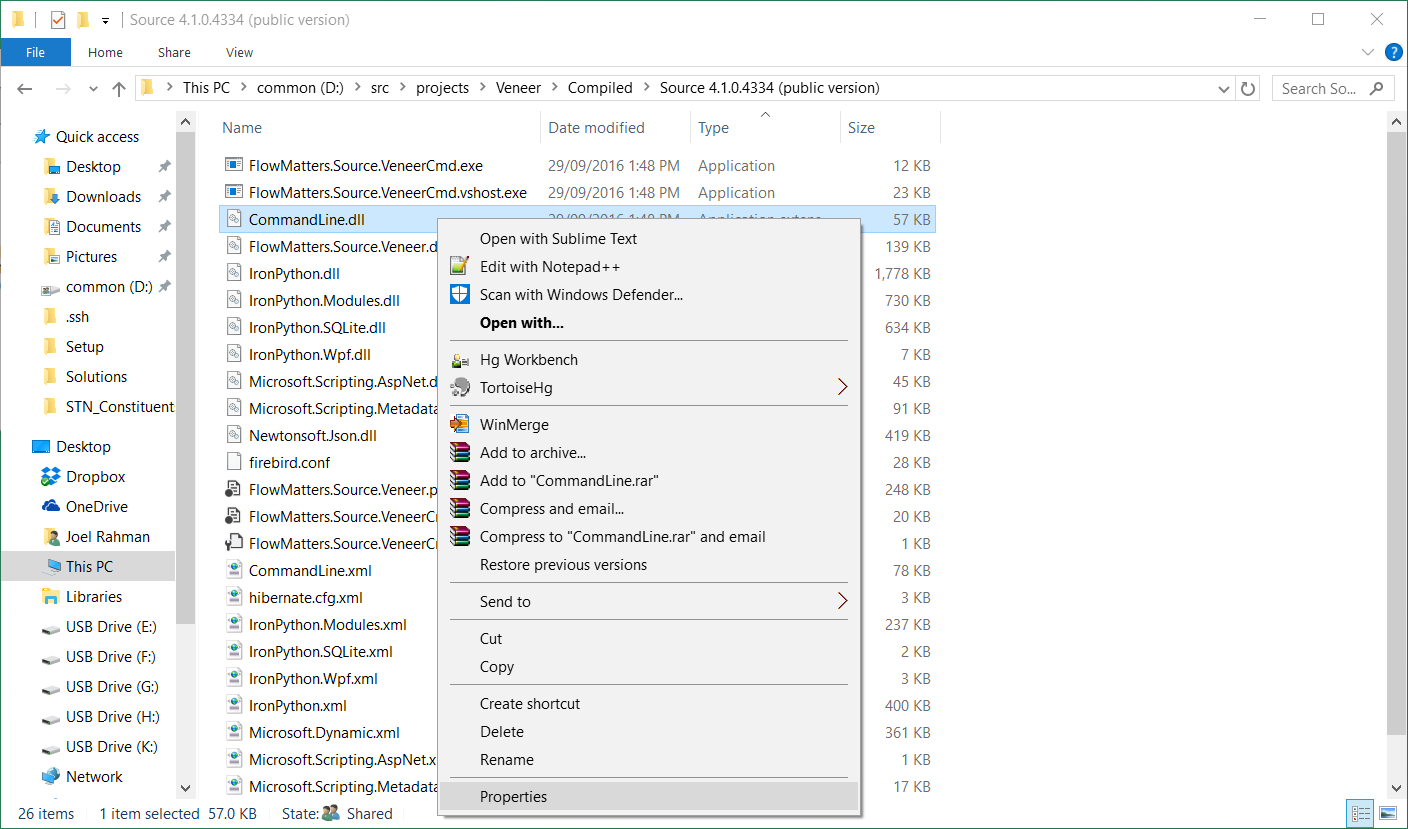 Source 4.1.0.4334 (public version)
File Home Share View
This PC common (D:) src projects Veneer Compiled Source 4.1.0.4334 (public version) Search So...
Name Date modified Type Size
Quick access
Desktop
Downloads
Documents
Pictures
common (D:)
.ssh
Setup
Solutions
STN_Constituent
Desktop
Dropbox
OneDrive
Joel Rahman
This PC
Libraries
USB Drive (E:)
USB Drive (F:)
USB Drive (G:)
USB Drive (H:)
USB Drive (K:)
Network
FlowMatters.Source.VeneerCmd.exe 29/09/2016 1:48 PM Application 12 KB
FlowMatters.Source.VeneerCmd.vshost.exe 29/09/2016 1:48 PM Application 23 KB
CommandLine.dll 29/09/2016 1:48 PM Application extens 57 KB
FlowMatters.Source.Veneer.d 139 KB
IronPython.dll 1,778 KB
IronPython.Modules.dll 730 KB
IronPython.SQLite.dll 634 KB
IronPython.Wpf.dll 7 KB
Microsoft.Scripting.AspNet.d 45 KB
Microsoft.Scripting.Metadata 91 KB
Newtonsoft.Json.dll 419 KB
firebird.conf 28 KB
FlowMatters.Source.Veneer.p 248 KB
FlowMatters.Source.VeneerC 20 KB
FlowMatters.Source.VeneerC 1 KB
CommandLine.xml 78 KB
hibernate.cfg.xml 3 KB
IronPython.Modules.xml 237 KB
IronPython.SQLite.xml 2 KB
IronPython.Wpf.xml 3 KB
IronPython.xml 400 KB
Microsoft.Dynamic.xml 361 KB
Microsoft.Scripting.AspNet.x 1 KB
Microsoft.Scripting.Metadata 17 KB
Open with Sublime Text
Edit with Notepad++
Scan with Windows Defender...
Open with...
Hg Workbench
TortoiseHg
WinMerge
Add to archive...
Add to "CommandLine.rar"
Compress and email...
Compress to "CommandLine.rar" and email
Restore previous versions
Send to
Cut
Copy
Create shortcut
Delete
Rename
Properties
26 items 1 item selected 57.0 KB State: Shared